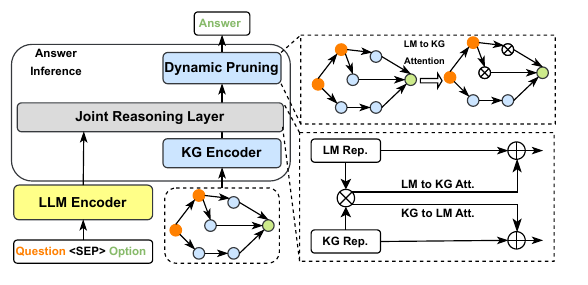 Answer
Answer
Inference
Dynamic Pruning
Joint Reasoning Layer
KG Encoder
LLM Encoder
Question <SEP> Option
LM to KG
Attention
LM Rep.
LM to KG Att.
KG to LM Att.
KG Rep.